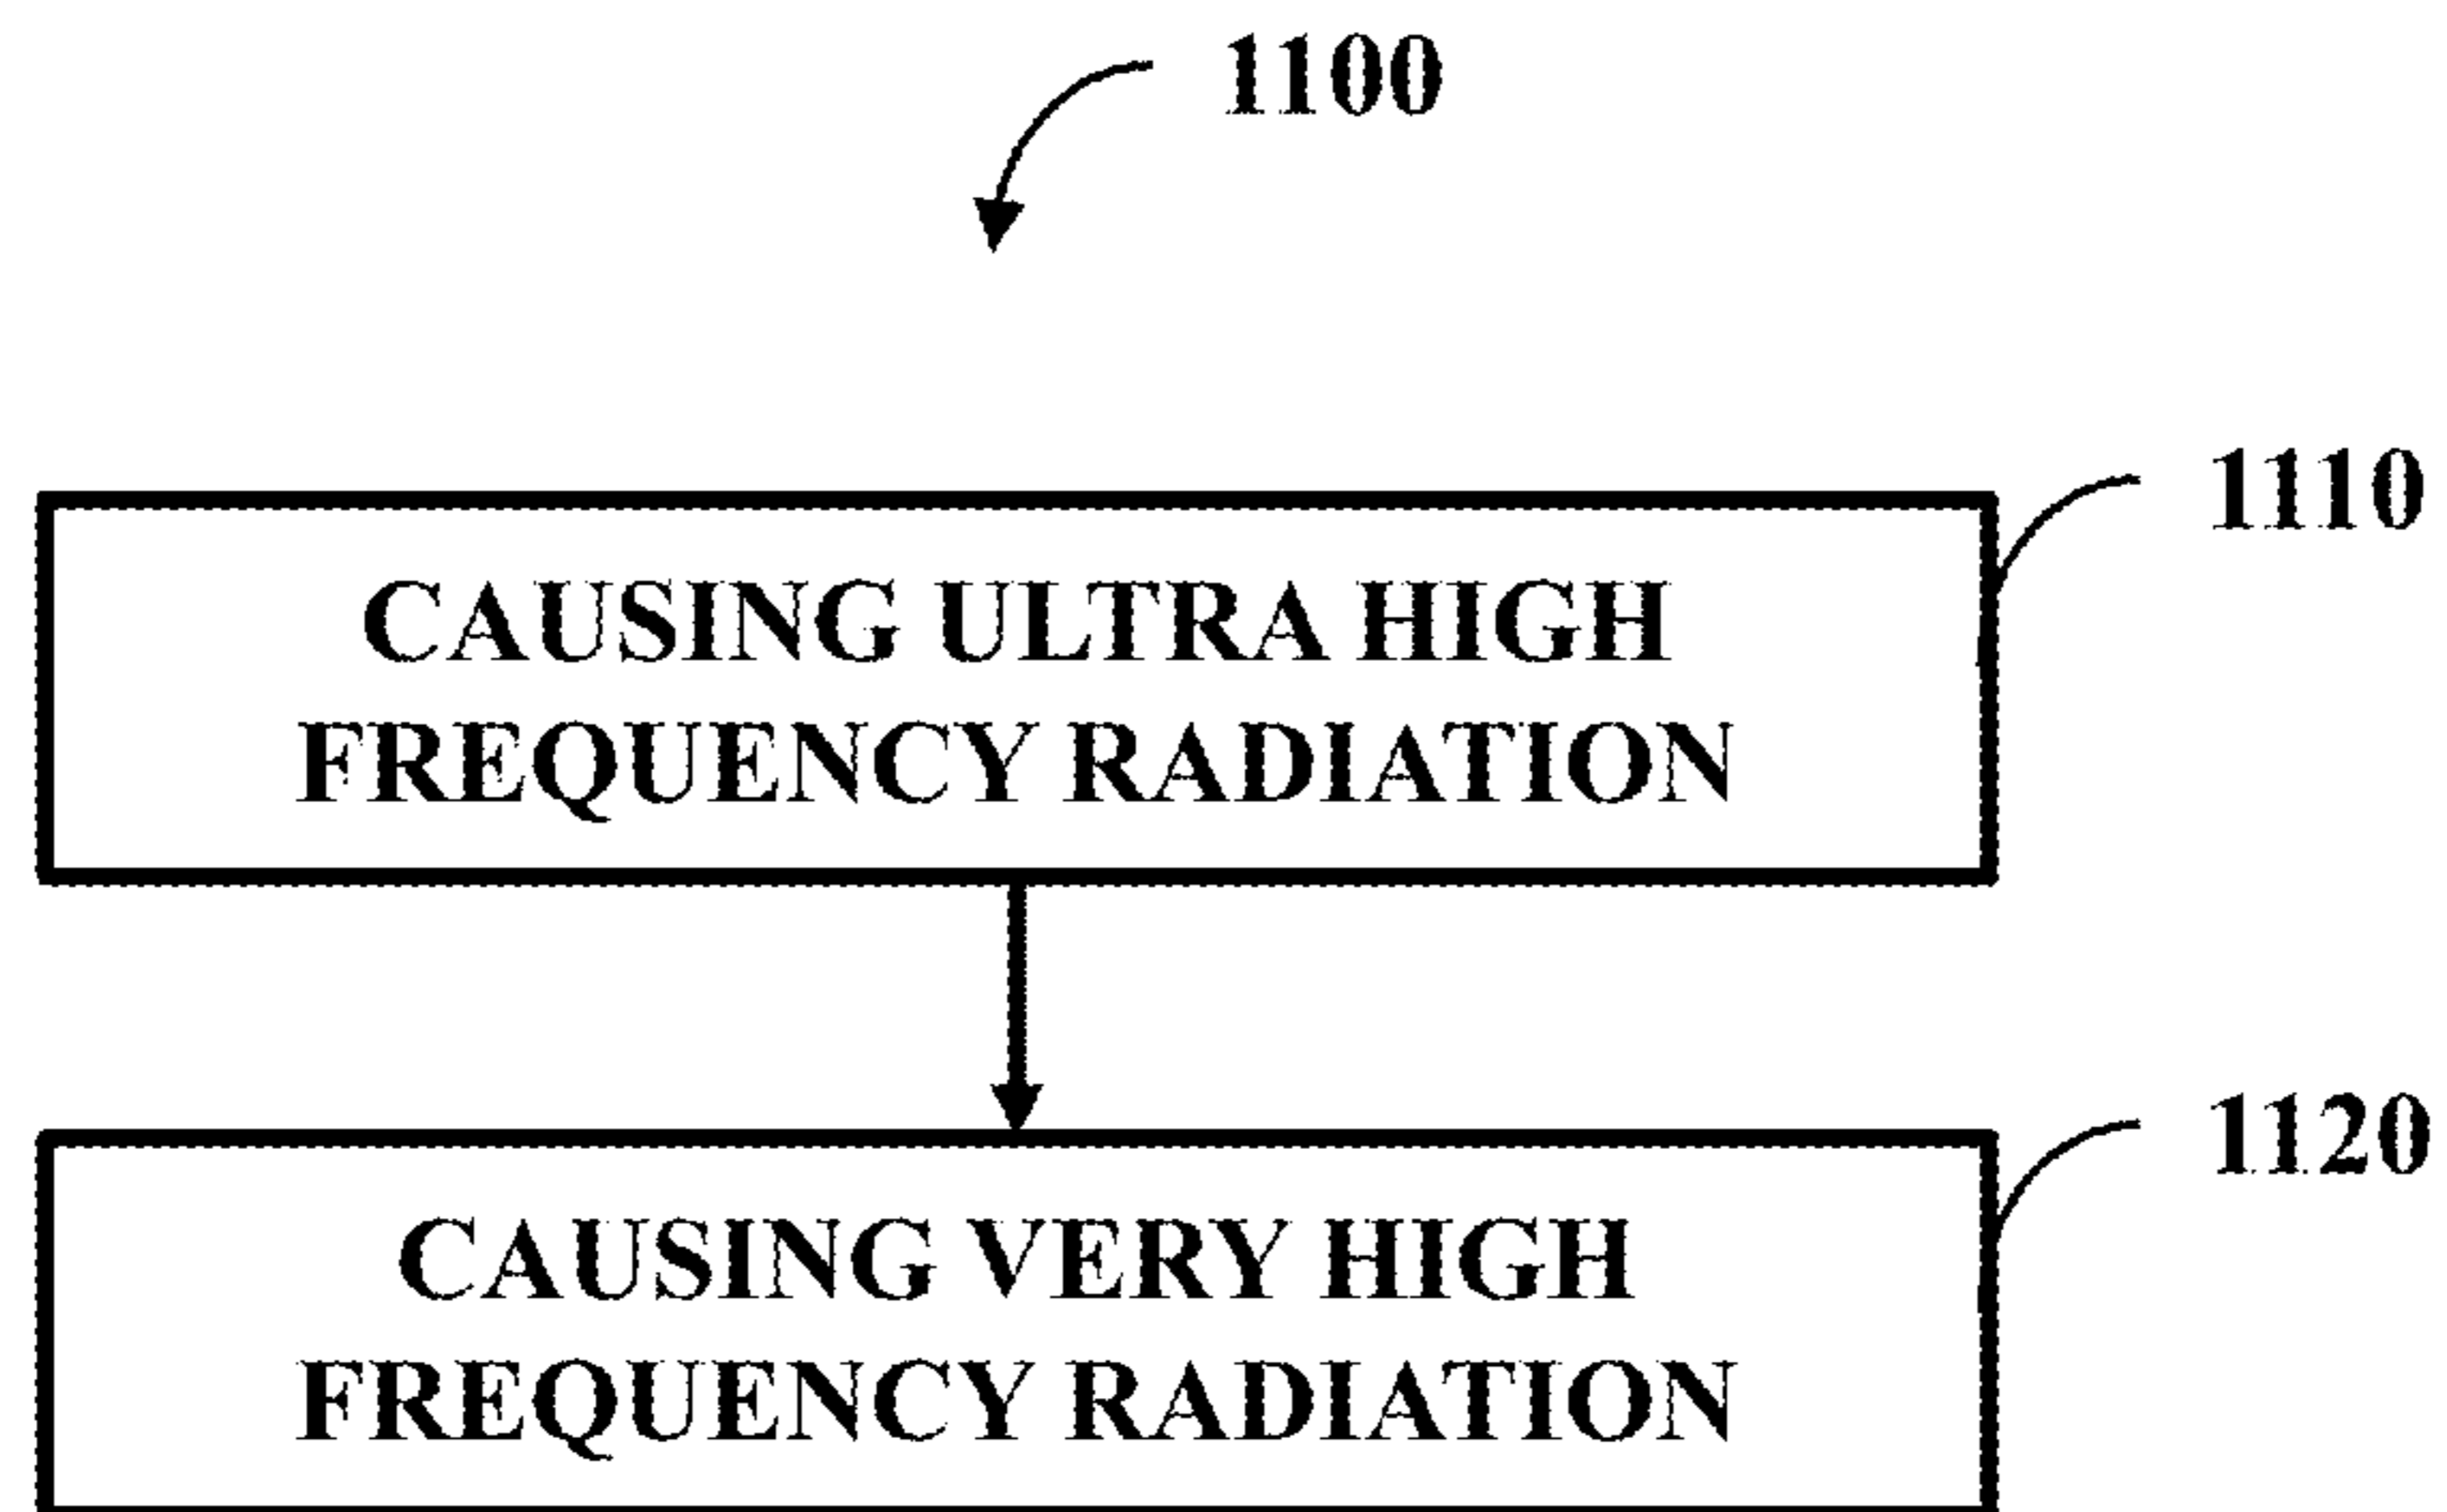 1100
1110
CAUSING ULTRA HIGH
FREQUENCY RADIATION
1120
CAUSING VERY HIGH
FREQUENCY RADIATION